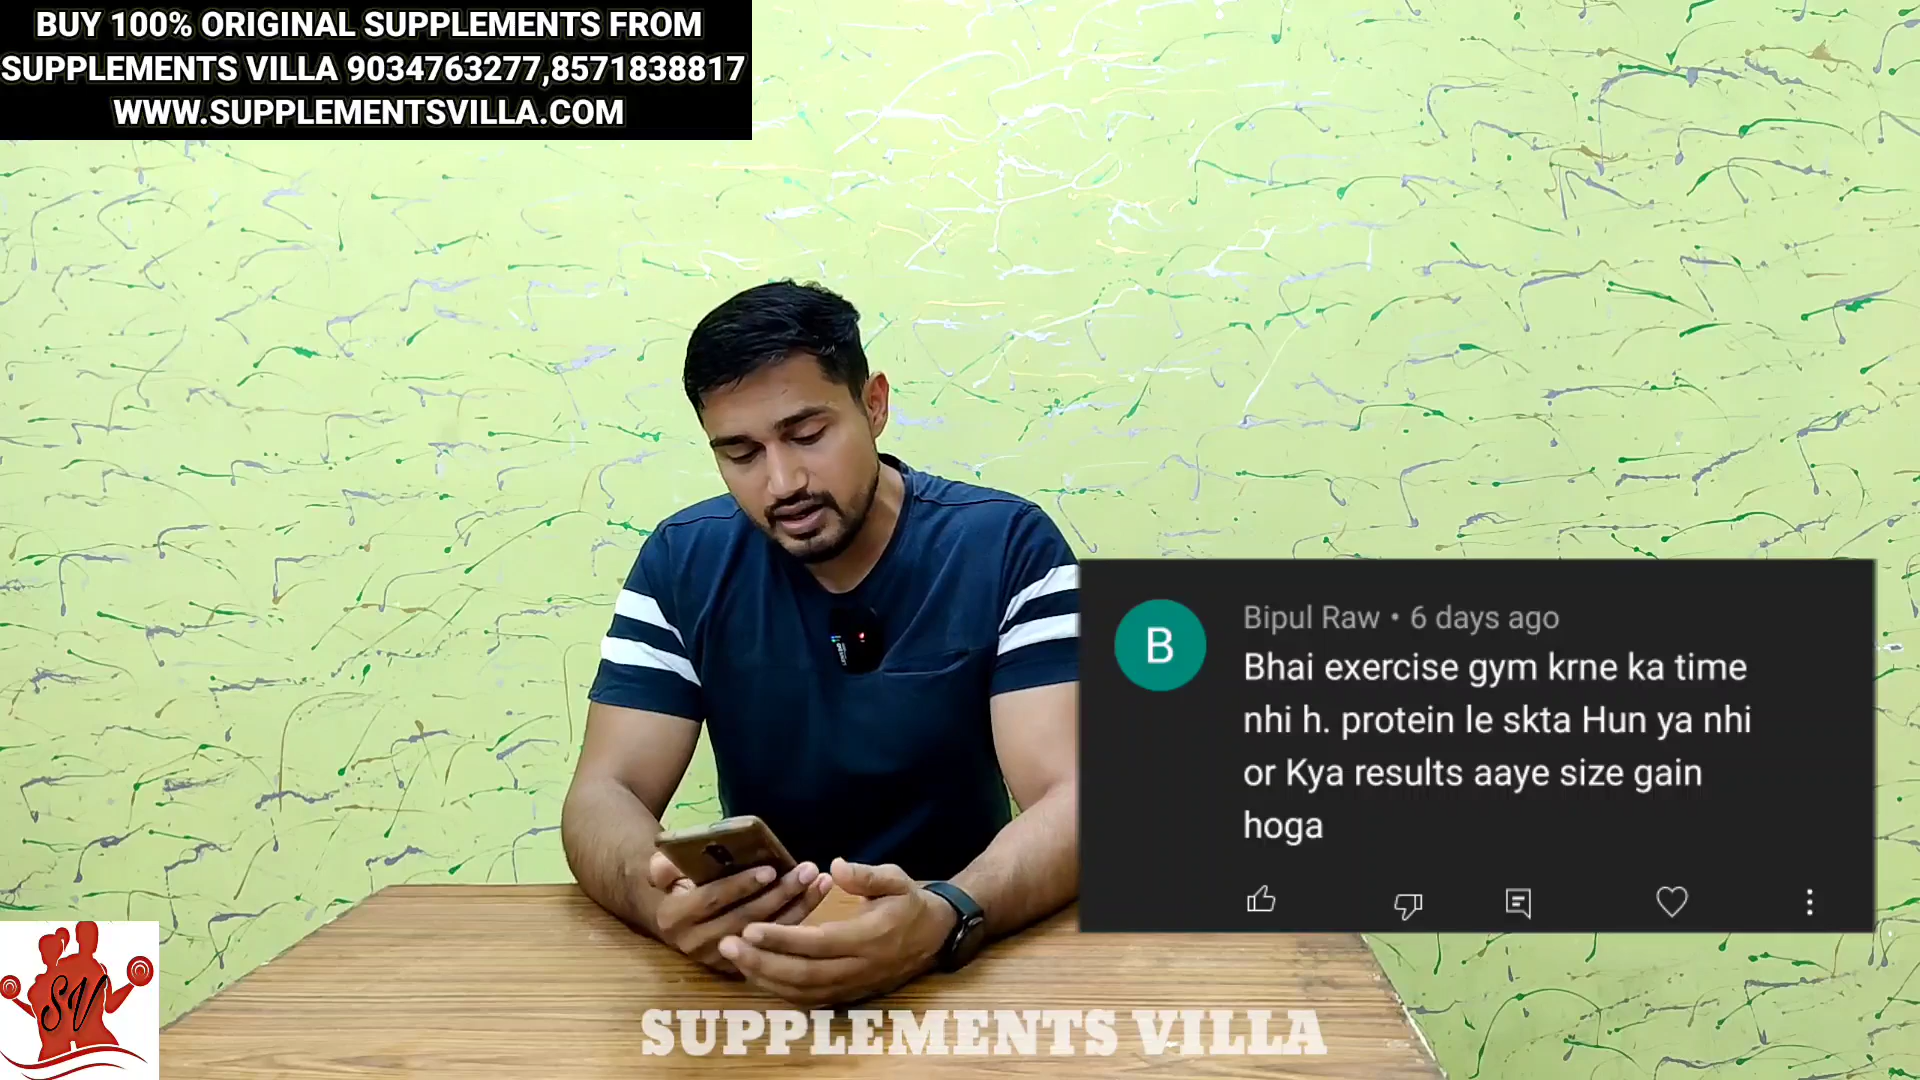 BUY 100% ORIGINAL SUPPLEMENTS FROM
SUPPLEMENTS VILLA 9034763277,8571838817
WWW.SUPPLEMENTSVILLA.COM
Bipul Raw • 6 days ago
B
Bhai exercise gym krne ka time
nhi h. protein le skta Hun ya nhi
or Kya results aaye size gain
hoga
SV
SUPPLEMENTS VILLA